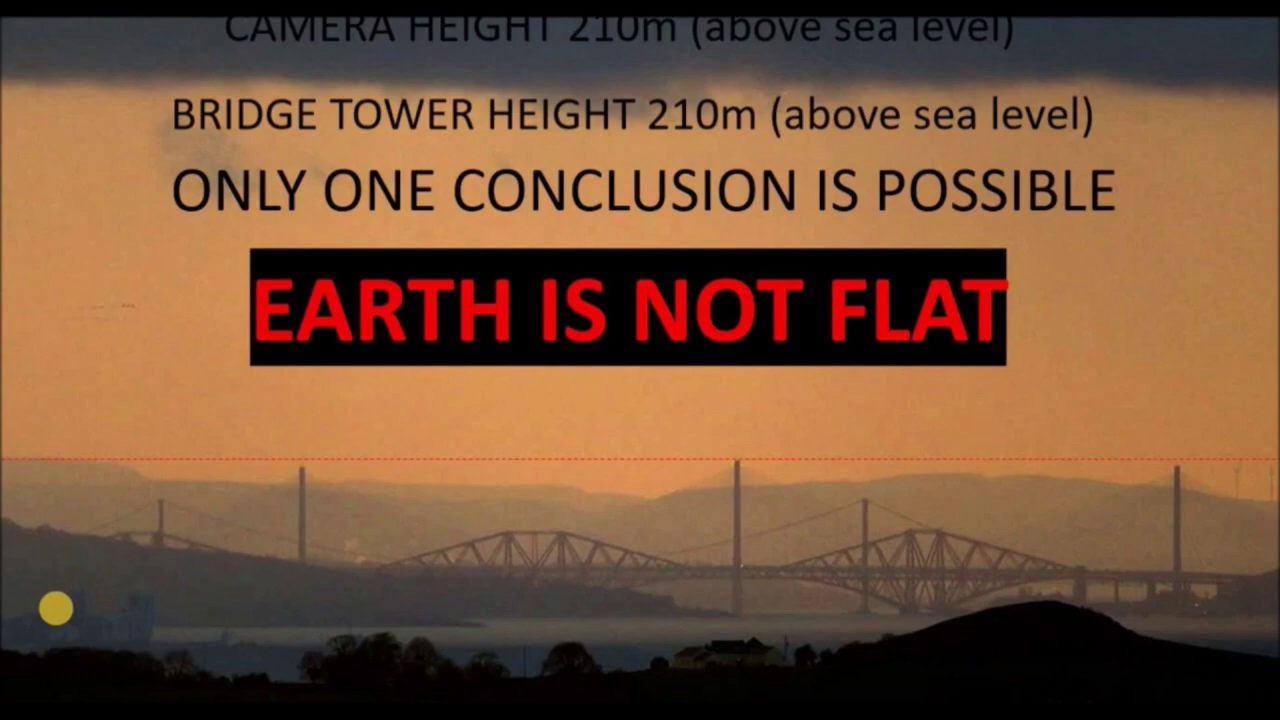 CAMERA HEIGHT 210m (above sea level)
BRIDGE TOWER HEIGHT 210m (above sea level)
ONLY ONE CONCLUSION IS POSSIBLE
EARTH IS NOT FLAT